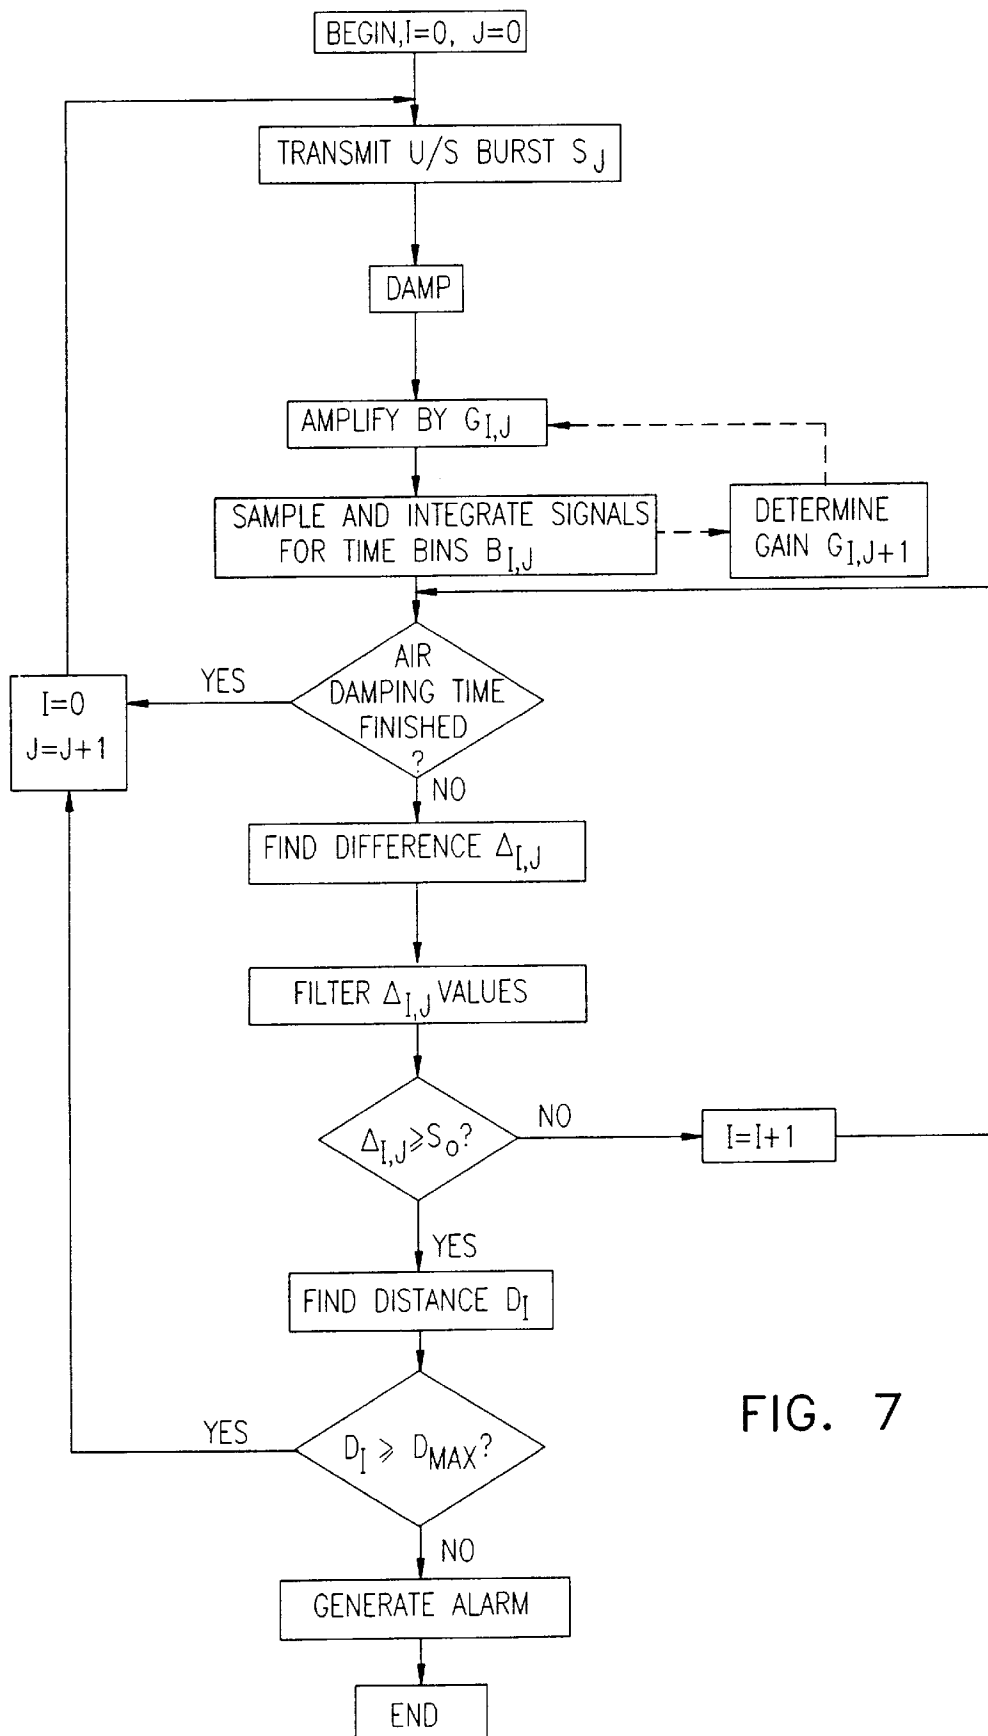 BEGIN,I=0, J=0
TRANSMIT U/S BURST S_J
DAMP
AMPLIFY BY G_I,J
SAMPLE AND INTEGRATE SIGNALS
FOR TIME BINS B_I,J
DETERMINE
GAIN G_I,J+1
AIR
DAMPING TIME
FINISHED
?
YES
I=0
J=J+1
NO
FIND DIFFERENCE Δ_I,J
FILTER Δ_I,J VALUES
Δ_I,J⩾S_o?
NO
I=I+1
YES
FIND DISTANCE D_I
D_I ⩾ D_MAX?
YES
NO
GENERATE ALARM
END
FIG. 7